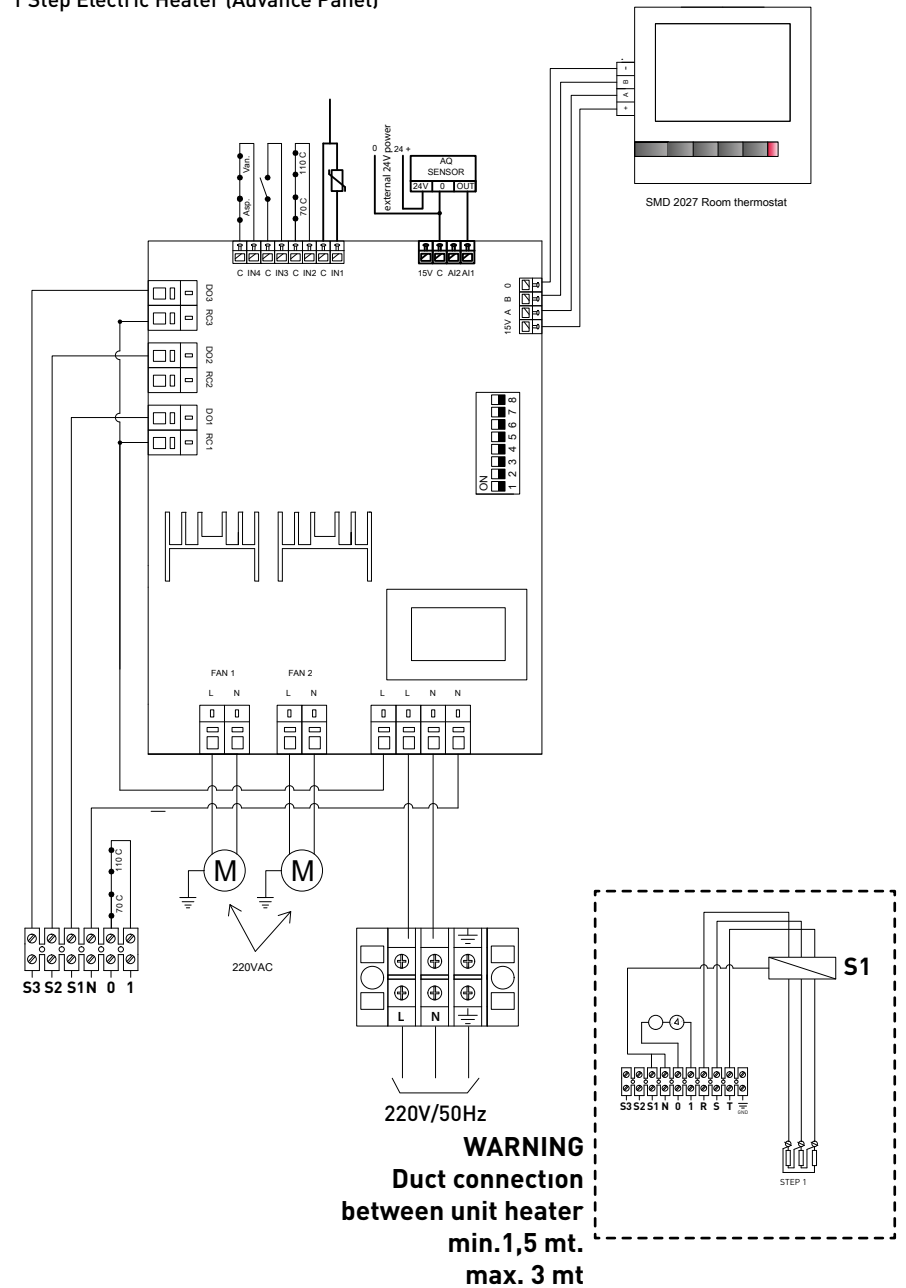 1 Step Electric Heater (Advance Panel)
- B A +
SMD 2027 Room thermostat
external 24V power
0 24 +
AQ
SENSOR
24V 0 OUT
Asp. Van.
70 C 110 C
C IN4 C IN3 C IN2 C IN1
15V C AI2 AI1
15V A B 0
DO3 RC3
DO2 RC2
DO1 RC1
ON
1 2 3 4 5 6 7 8
FAN 1 FAN 2
L N L N L L N N
M M
220VAC
70 C 110 C
S3 S2 S1 N 0 1
L N
220V/50Hz
WARNING
Duct connectıon
between unit heater
min.1,5 mt.
max. 3 mt
S1
4
S3 S2 S1 N 0 1 R S T
GND
STEP 1